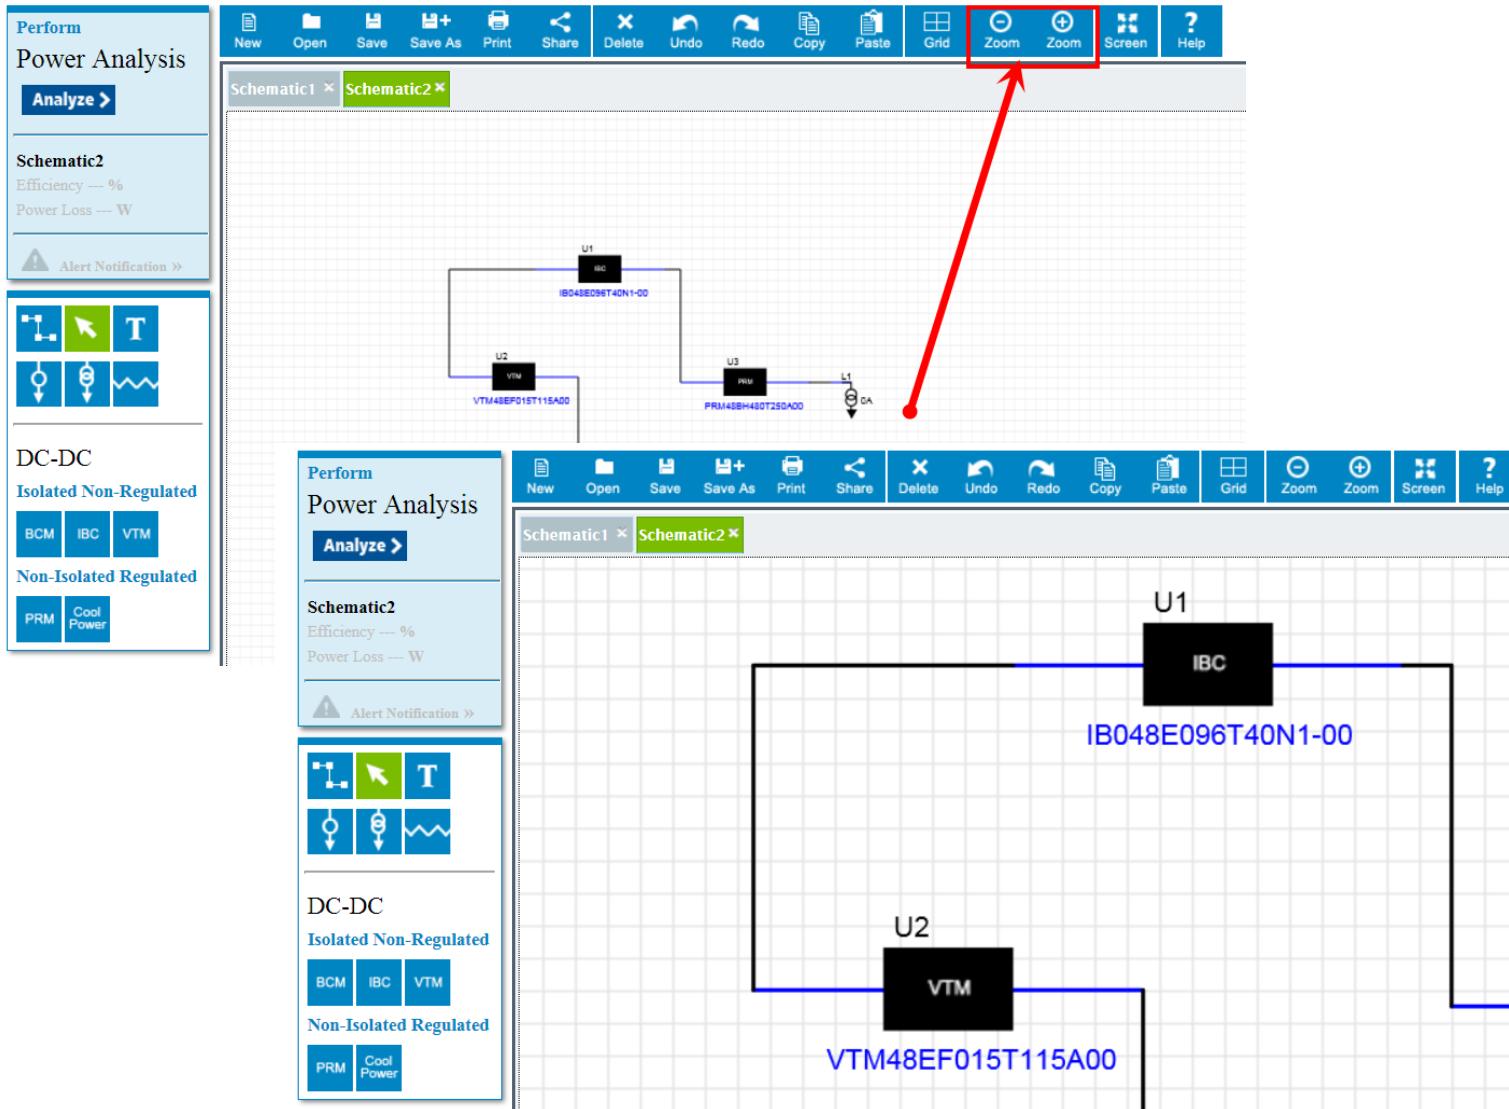 Perform
Power Analysis
Analyze
Schematic2
Efficiency --- %
Power Loss --- W
Alert Notification »
T
DC-DC
Isolated Non-Regulated
BCM IBC VTM
Non-Isolated Regulated
PRM Cool
Power
New Open Save Save As Print Share Delete Undo Redo Copy Paste Grid Zoom Zoom Screen Help
Schematic1 × Schematic2 ×
U1
IBC
IB048E096T40N1-00
U2
VTM
VTM48EF015T115A00
U3
PRM
PRM48BH480T250A00
L1
0A
Perform
Power Analysis
Analyze
Schematic2
Efficiency --- %
Power Loss --- W
Alert Notification »
T
DC-DC
Isolated Non-Regulated
BCM IBC VTM
Non-Isolated Regulated
PRM Cool
Power
New Open Save Save As Print Share Delete Undo Redo Copy Paste Grid Zoom Zoom Screen Help
Schematic1 × Schematic2 ×
U1
IBC
IB048E096T40N1-00
U2
VTM
VTM48EF015T115A00